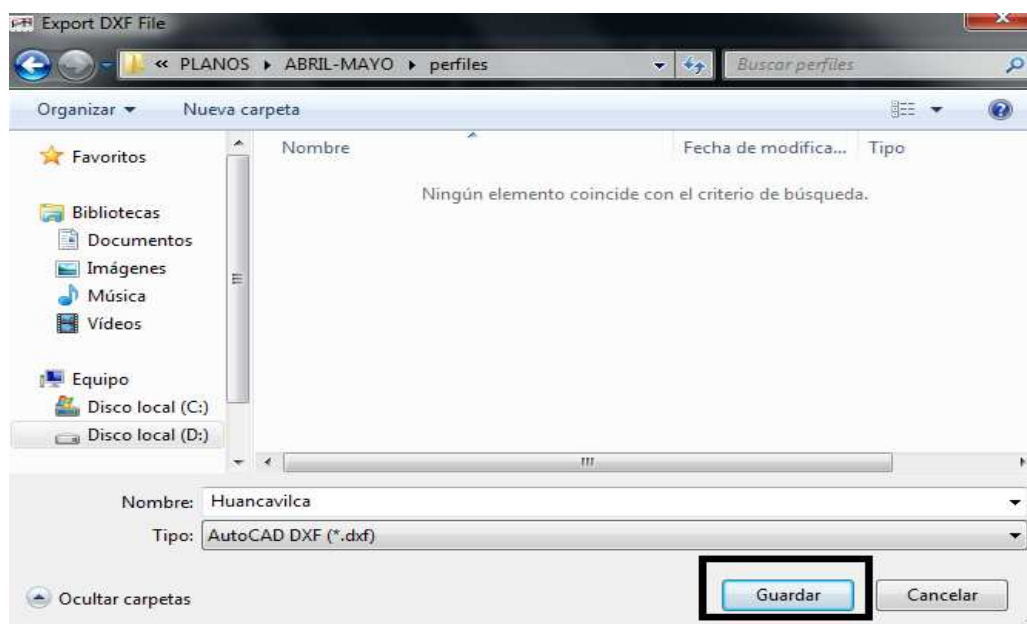 Export DXF File
« PLANOS ▸ ABRIL-MAYO ▸ perfiles
Buscar perfiles
Organizar Nueva carpeta
Nombre Fecha de modifica... Tipo
Ningún elemento coincide con el criterio de búsqueda.
Favoritos
Bibliotecas
Documentos
Imágenes
Música
Vídeos
Equipo
Disco local (C:)
Disco local (D:)
Nombre: Huancavilca
Tipo: AutoCAD DXF (*.dxf)
Ocultar carpetas Guardar Cancelar